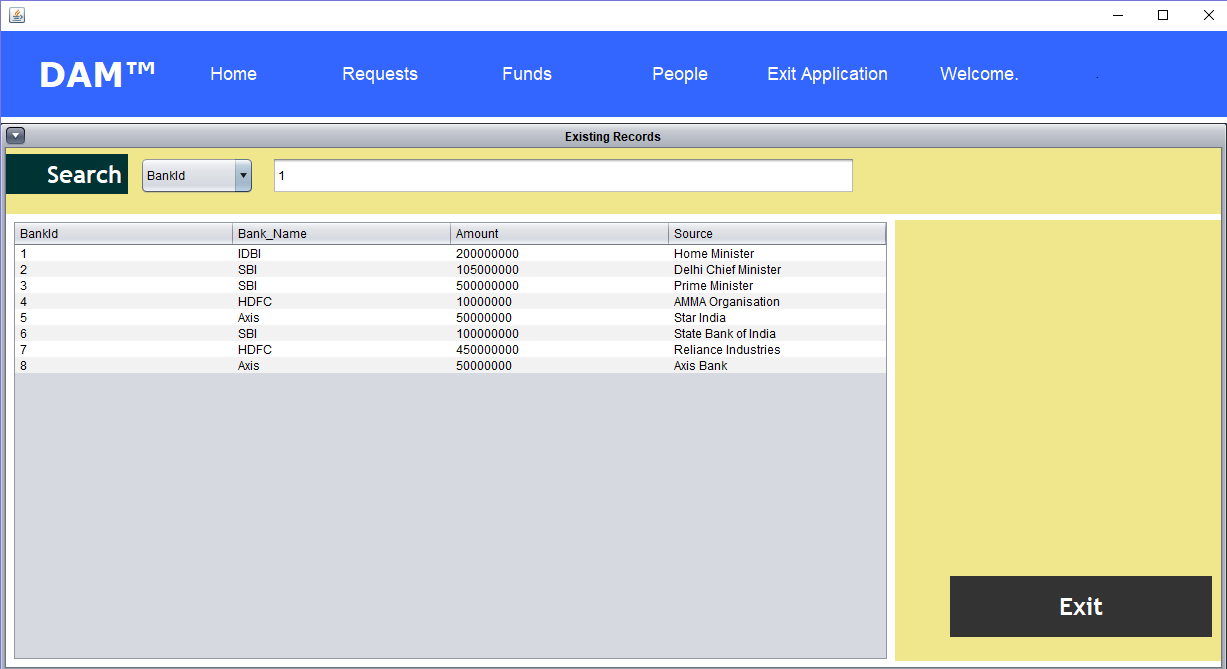 DAM™ Home Requests Funds People Exit Application Welcome. .
Existing Records
Search BankId 1
BankId Bank_Name Amount Source
1 IDBI 200000000 Home Minister
2 SBI 105000000 Delhi Chief Minister
3 SBI 500000000 Prime Minister
4 HDFC 10000000 AMMA Organisation
5 Axis 50000000 Star India
6 SBI 100000000 State Bank of India
7 HDFC 450000000 Reliance Industries
8 Axis 50000000 Axis Bank
Exit